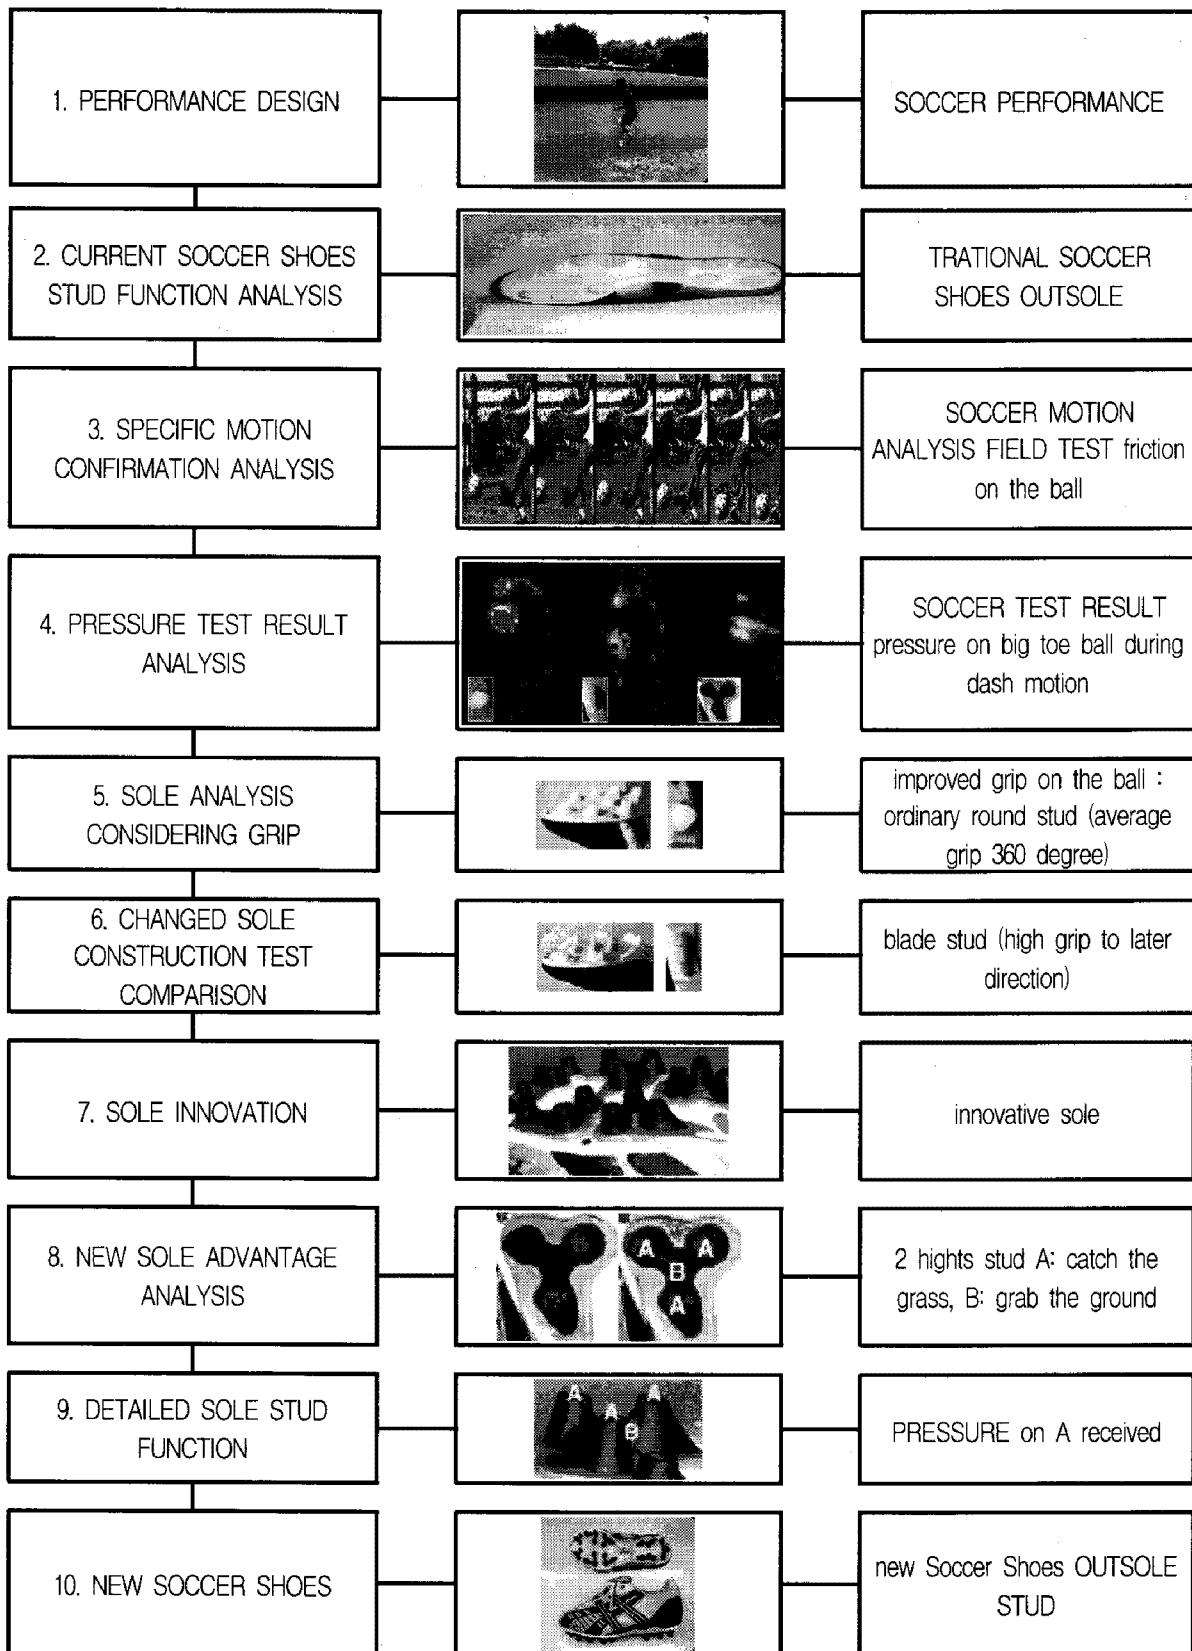 1. PERFORMANCE DESIGN
SOCCER PERFORMANCE
2. CURRENT SOCCER SHOES
STUD FUNCTION ANALYSIS
TRATIONAL SOCCER
SHOES OUTSOLE
3. SPECIFIC MOTION
CONFIRMATION ANALYSIS
SOCCER MOTION
ANALYSIS FIELD TEST friction
on the ball
4. PRESSURE TEST RESULT
ANALYSIS
SOCCER TEST RESULT
pressure on big toe ball during
dash motion
5. SOLE ANALYSIS
CONSIDERING GRIP
improved grip on the ball :
ordinary round stud (average
grip 360 degree)
6. CHANGED SOLE
CONSTRUCTION TEST
COMPARISON
blade stud (high grip to later
direction)
7. SOLE INNOVATION
innovative sole
8. NEW SOLE ADVANTAGE
ANALYSIS
A A
B
A
2 hights stud A: catch the
grass, B: grab the ground
9. DETAILED SOLE STUD
FUNCTION
A A
A
B
PRESSURE on A received
10. NEW SOCCER SHOES
new Soccer Shoes OUTSOLE
STUD